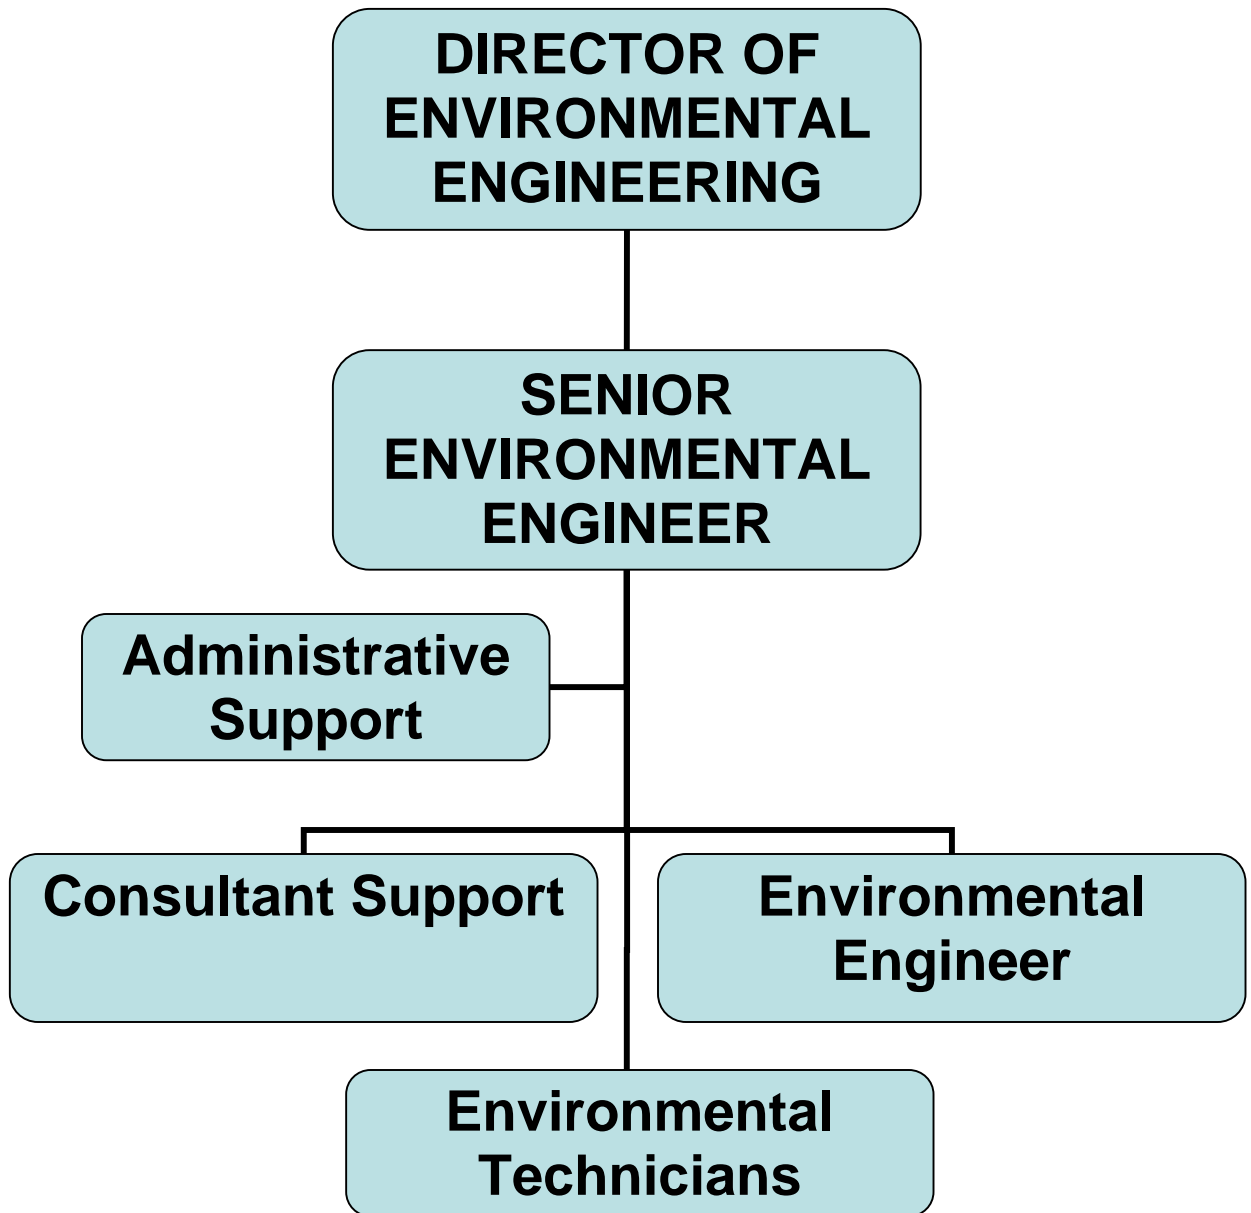 DIRECTOR OF
ENVIRONMENTAL
ENGINEERING
SENIOR
ENVIRONMENTAL
ENGINEER
Administrative
Support
Consultant Support
Environmental
Engineer
Environmental
Technicians